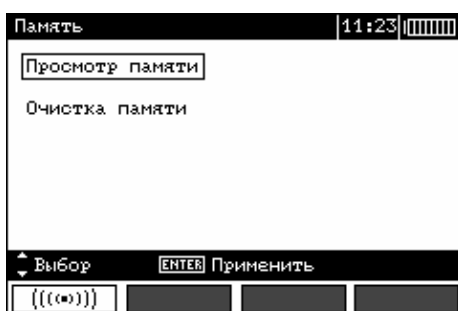 Память 11:23
Просмотр памяти
Очистка памяти
Выбор ENTER Применить
(((•)))